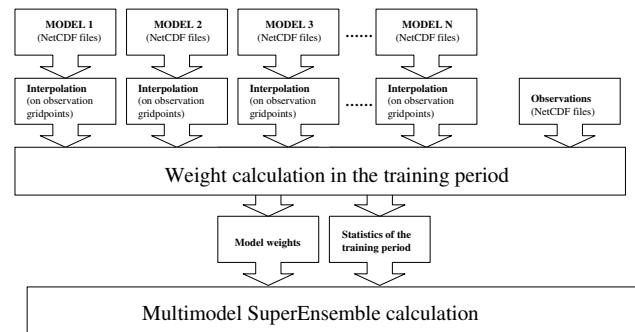 MODEL 1
(NetCDF files)
MODEL 2
(NetCDF files)
MODEL 3
(NetCDF files)
......
MODEL N
(NetCDF files)
Interpolation
(on observation
gridpoints)
Interpolation
(on observation
gridpoints)
Interpolation
(on observation
gridpoints)
......
Interpolation
(on observation
gridpoints)
Observations
(NetCDF files)
Weight calculation in the training period
Model weights
Statistics of the
training period
Multimodel SuperEnsemble calculation